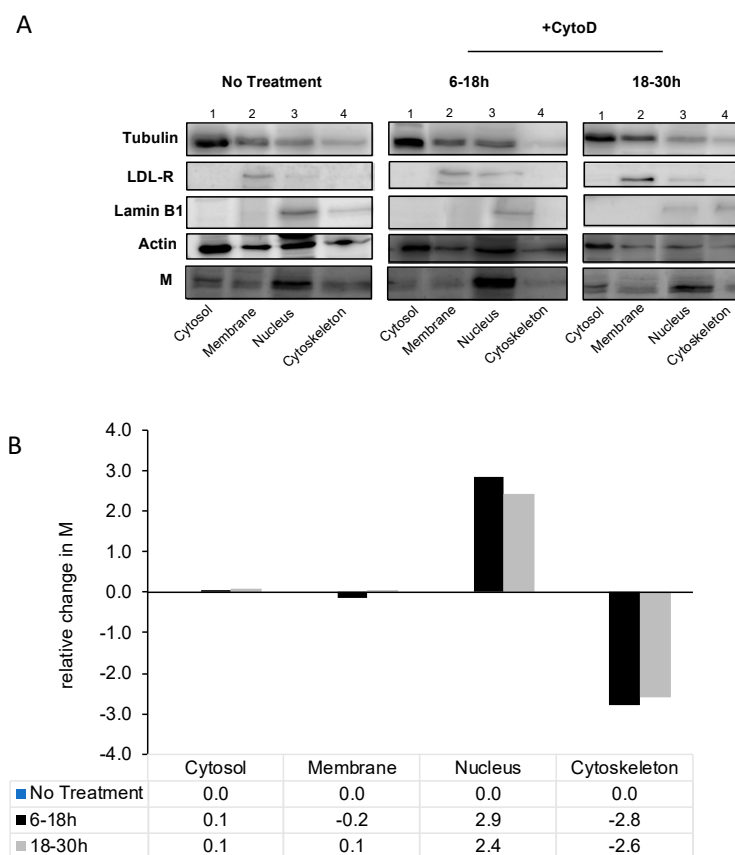 A
+CytoD
No Treatment 6-18h 18-30h
1 2 3 4 1 2 3 4 1 2 3 4
Tubulin
LDL-R
Lamin B1
Actin
M
Cytosol Membrane Nucleus Cytoskeleton Cytosol Membrane Nucleus Cytoskeleton Cytosol Membrane Nucleus Cytoskeleton
B
relative change in M
4.0
3.0
2.0
1.0
0.0
-1.0
-2.0
-3.0
-4.0
Cytosol Membrane Nucleus Cytoskeleton
No Treatment 0.0 0.0 0.0 0.0
6-18h 0.1 -0.2 2.9 -2.8
18-30h 0.1 0.1 2.4 -2.6